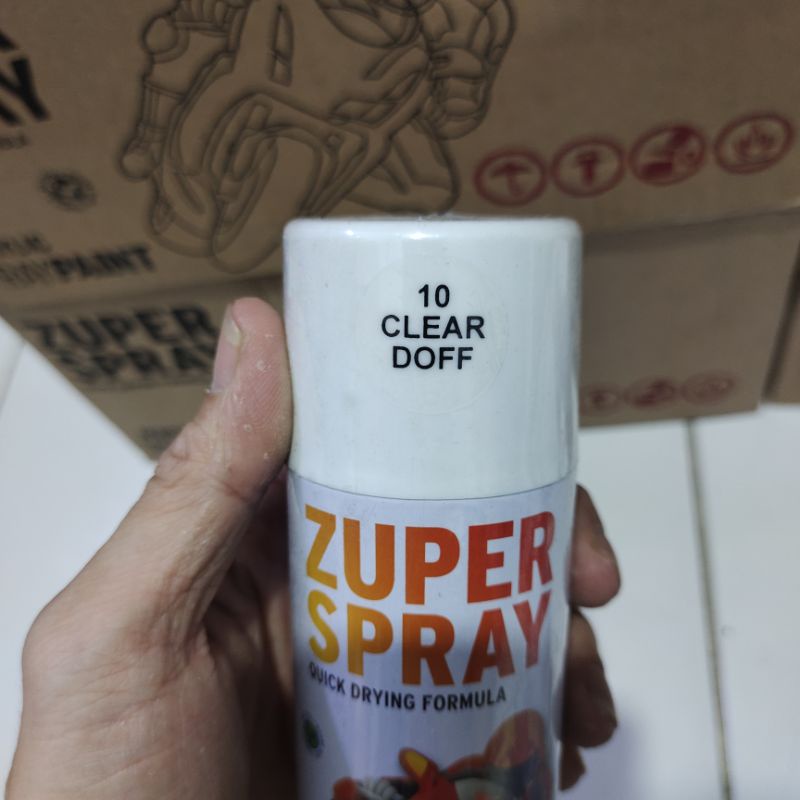 PAINT
ZUPER
SPRAY
10
CLEAR
DOFF
ZUPER
SPRAY
QUICK DRYING FORMULA